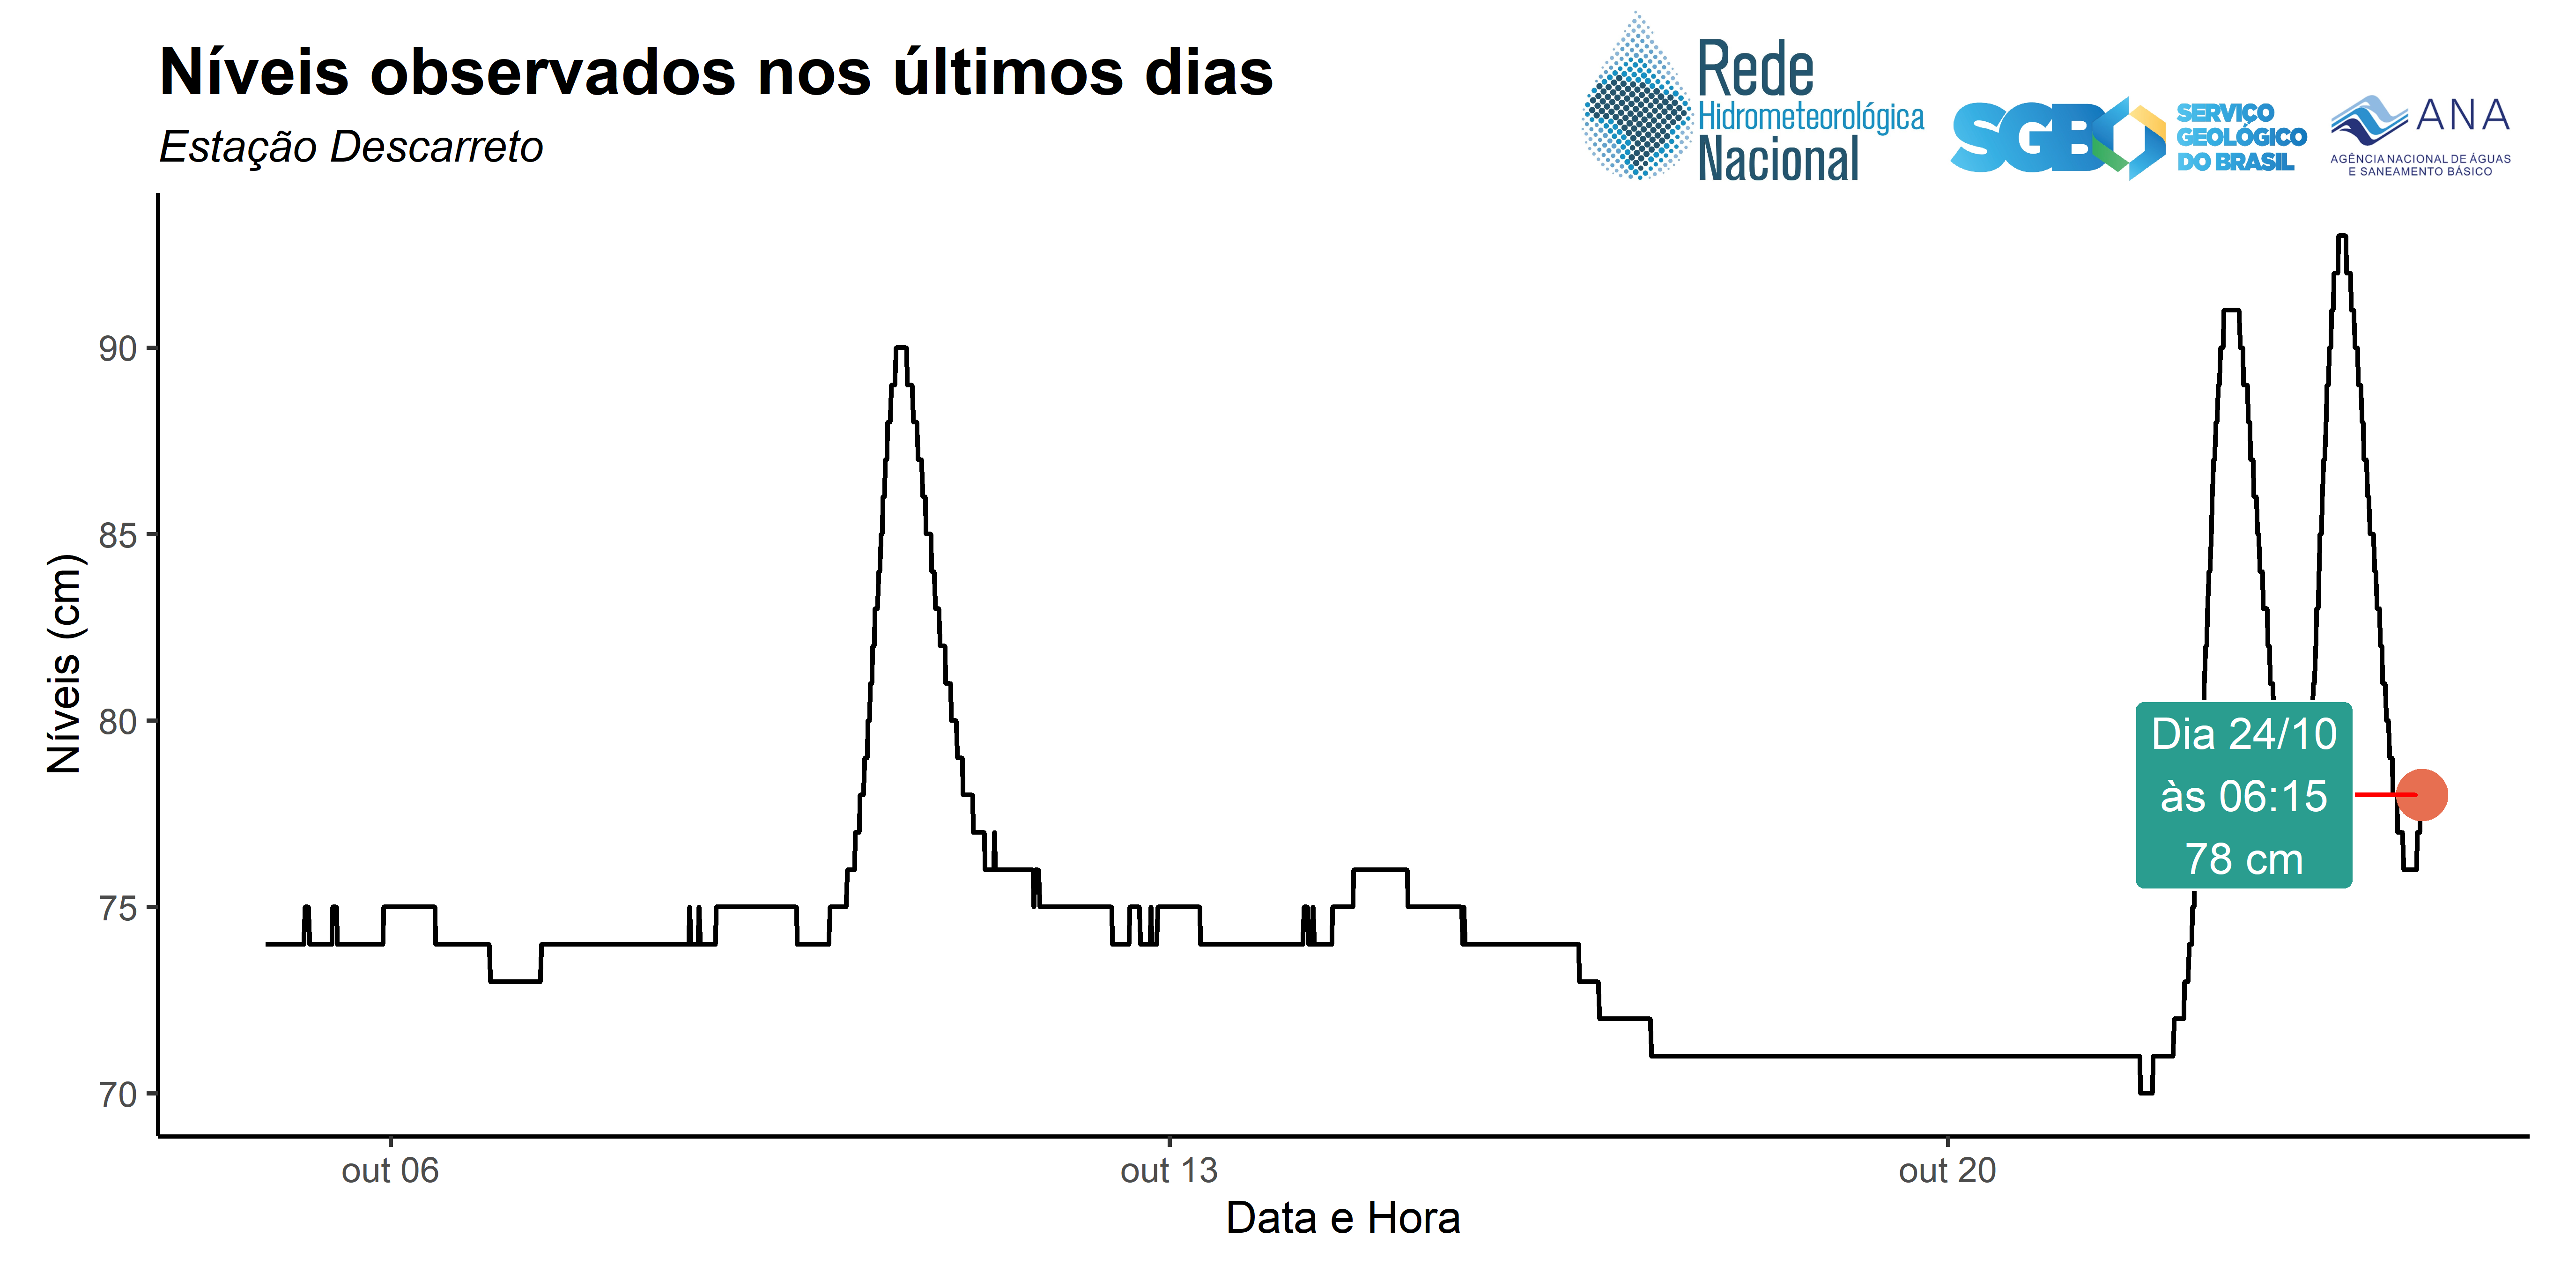 Níveis observados nos últimos dias
Estação Descarreto
Rede
Hidrometeorológica
Nacional
SGB
SERVIÇO
GEOLÓGICO
DO BRASIL
ANA
AGÊNCIA NACIONAL DE ÁGUAS
E SANEAMENTO BÁSICO
Níveis (cm)
90
85
80
75
70
Dia 24/10
às 06:15
78 cm
out 06
out 13
out 20
Data e Hora